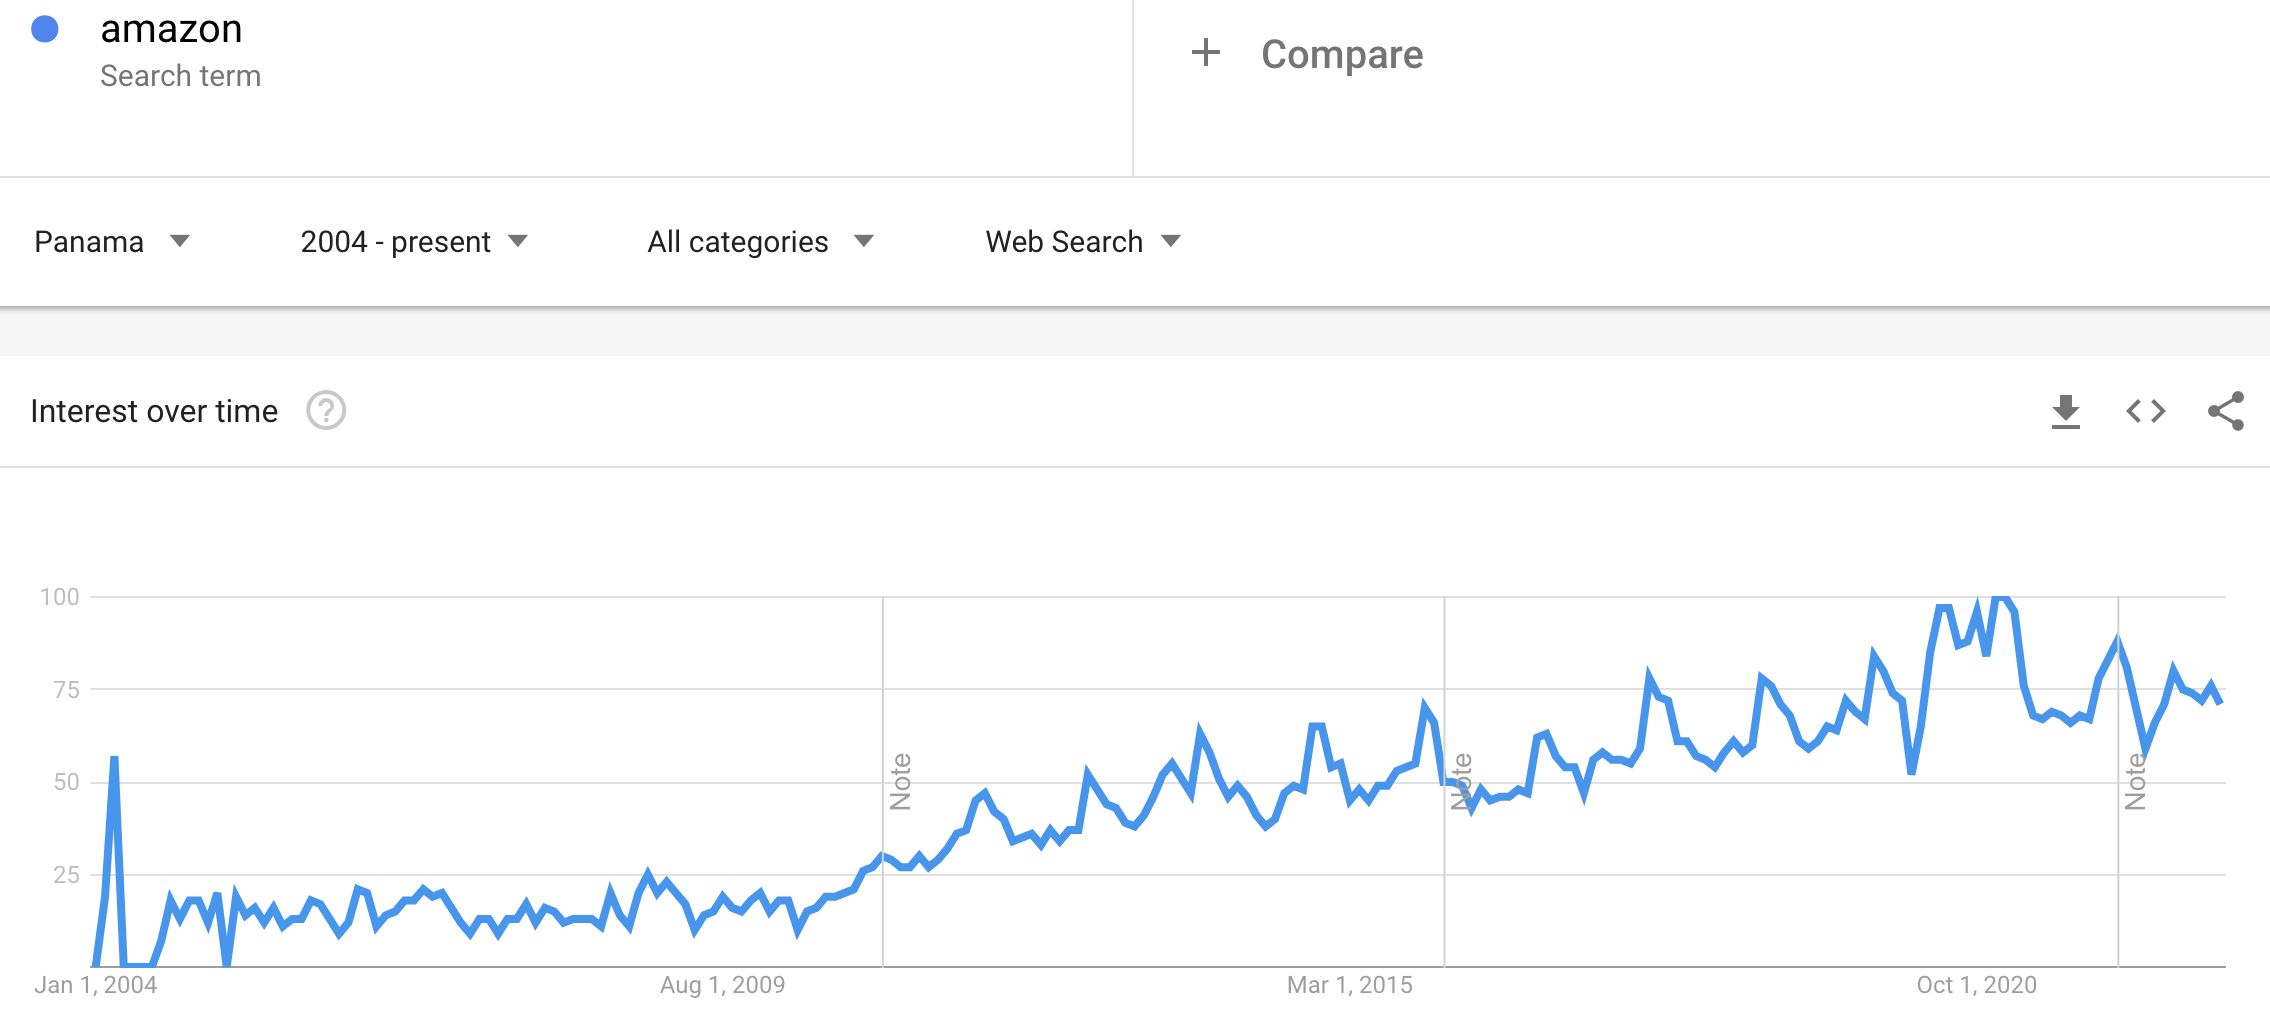 amazon
Search term
+ Compare
Panama
2004 - present
All categories
Web Search
Interest over time ?
100
75
50
25
Note
Note
Note
Jan 1, 2004
Aug 1, 2009
Mar 1, 2015
Oct 1, 2020